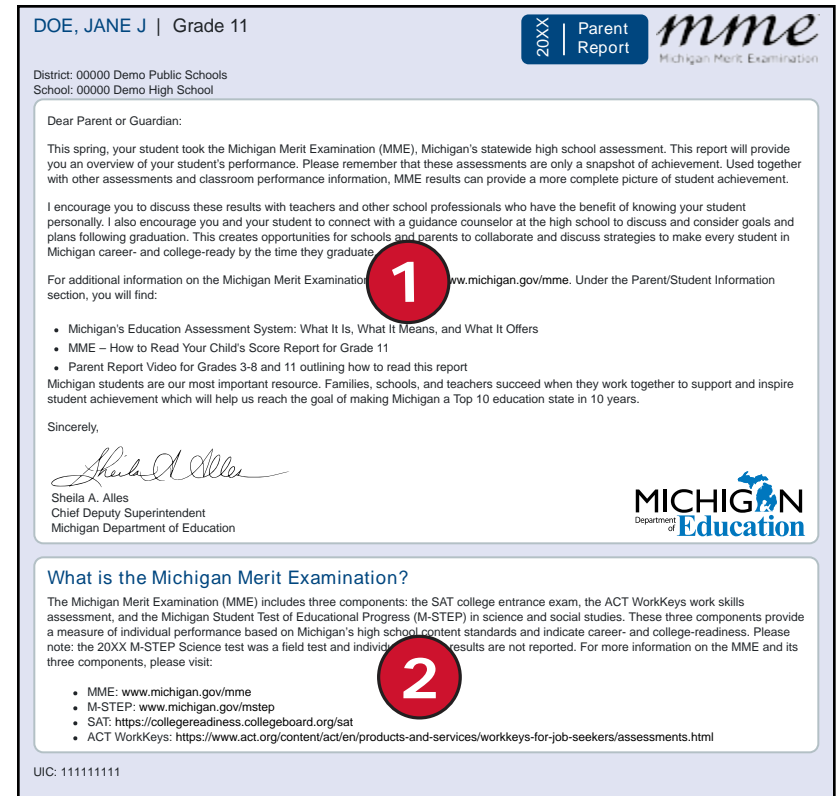 DOE, JANE J | Grade 11
20XX | Parent Report
mme
Michigan Merit Examination
District: 00000 Demo Public Schools
School: 00000 Demo High School
Dear Parent or Guardian:
This spring, your student took the Michigan Merit Examination (MME), Michigan's statewide high school assessment. This report will provide
you an overview of your student's performance. Please remember that these assessments are only a snapshot of achievement. Used together
with other assessments and classroom performance information, MME results can provide a more complete picture of student achievement.
I encourage you to discuss these results with teachers and other school professionals who have the benefit of knowing your student
personally. I also encourage you and your student to connect with a guidance counselor at the high school to discuss and consider goals and
plans following graduation. This creates opportunities for schools and parents to collaborate and discuss strategies to make every student in
Michigan career- and college-ready by the time they graduate
For additional information on the Michigan Merit Examination ww.michigan.gov/mme. Under the Parent/Student Information
1
section, you will find:
• Michigan's Education Assessment System: What It Is, What It Means, and What It Offers
• MME – How to Read Your Child's Score Report for Grade 11
• Parent Report Video for Grades 3-8 and 11 outlining how to read this report
Michigan students are our most important resource. Families, schools, and teachers succeed when they work together to support and inspire
student achievement which will help us reach the goal of making Michigan a Top 10 education state in 10 years.
Sincerely,
Sheila A Alles
Sheila A. Alles
Chief Deputy Superintendent
Michigan Department of Education
MICHIGAN
Department of Education
What is the Michigan Merit Examination?
The Michigan Merit Examination (MME) includes three components: the SAT college entrance exam, the ACT WorkKeys work skills
assessment, and the Michigan Student Test of Educational Progress (M-STEP) in science and social studies. These three components provide
a measure of individual performance based on Michigan's high school content standards and indicate career- and college-readiness. Please
note: the 20XX M-STEP Science test was a field test and results are not reported. For more information on the MME and its
three components, please visit:
2
• MME: www.michigan.gov/mme
• M-STEP: www.michigan.gov/mstep
• SAT: https://collegereadiness.collegeboard.org/sat
• ACT WorkKeys: https://www.act.org/content/act/en/products-and-services/workkeys-for-job-seekers/assessments.html
UIC: 111111111